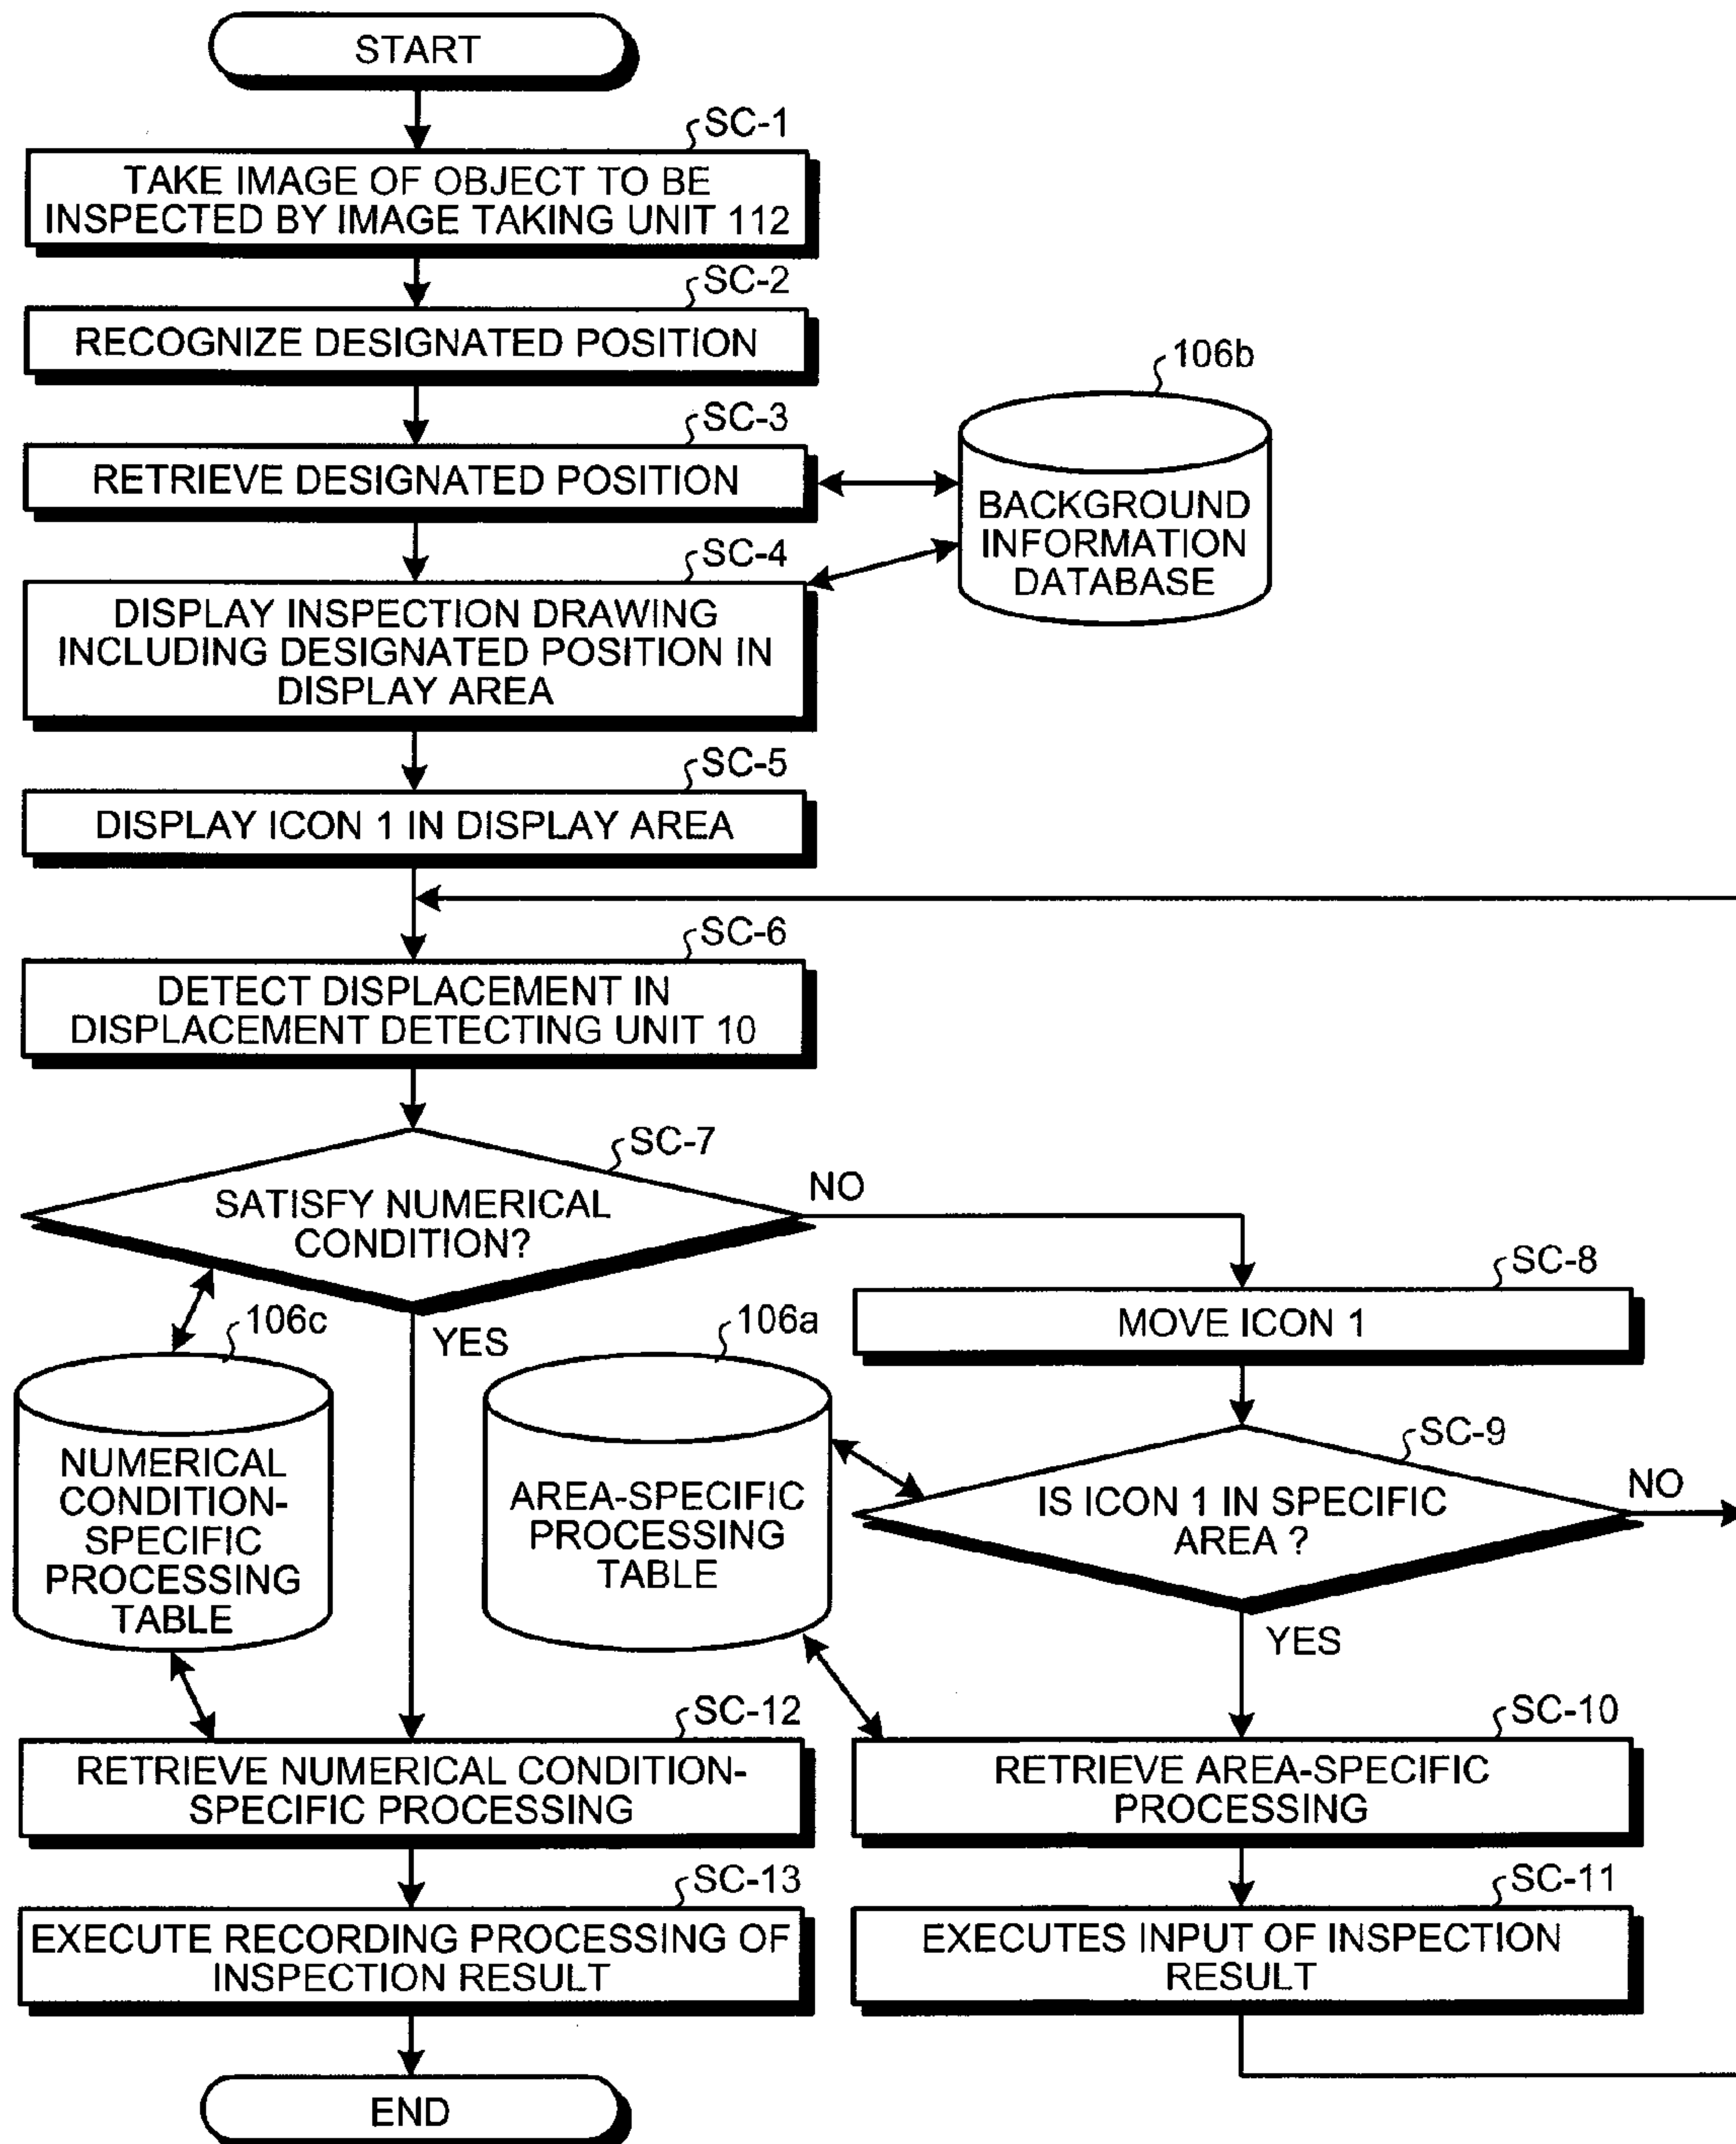 START
SC-1
TAKE IMAGE OF OBJECT TO BE
INSPECTED BY IMAGE TAKING UNIT 112
SC-2
RECOGNIZE DESIGNATED POSITION
106b
SC-3
RETRIEVE DESIGNATED POSITION
BACKGROUND
INFORMATION
DATABASE
SC-4
DISPLAY INSPECTION DRAWING
INCLUDING DESIGNATED POSITION IN
DISPLAY AREA
SC-5
DISPLAY ICON 1 IN DISPLAY AREA
SC-6
DETECT DISPLACEMENT IN
DISPLACEMENT DETECTING UNIT 10
SC-7
SATISFY NUMERICAL
CONDITION?
NO
YES
SC-8
MOVE ICON 1
106c
NUMERICAL
CONDITION-
SPECIFIC
PROCESSING
TABLE
106a
AREA-SPECIFIC
PROCESSING
TABLE
SC-9
IS ICON 1 IN SPECIFIC
AREA ?
NO
YES
SC-12
RETRIEVE NUMERICAL CONDITION-
SPECIFIC PROCESSING
SC-10
RETRIEVE AREA-SPECIFIC
PROCESSING
SC-13
EXECUTE RECORDING PROCESSING OF
INSPECTION RESULT
SC-11
EXECUTES INPUT OF INSPECTION
RESULT
END